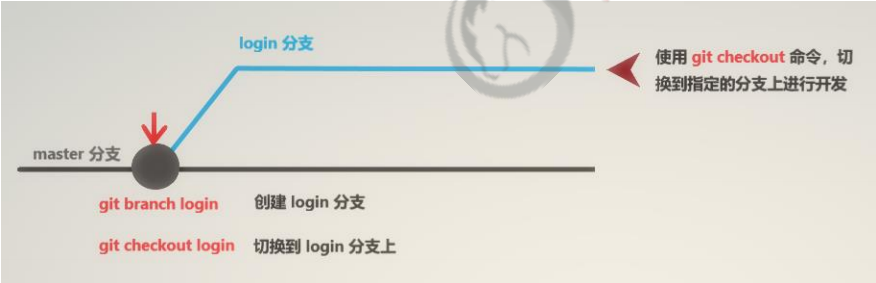 login 分支
使用 git checkout 命令，切
换到指定的分支上进行开发
master 分支
git branch login 创建 login 分支
git checkout login 切换到 login 分支上